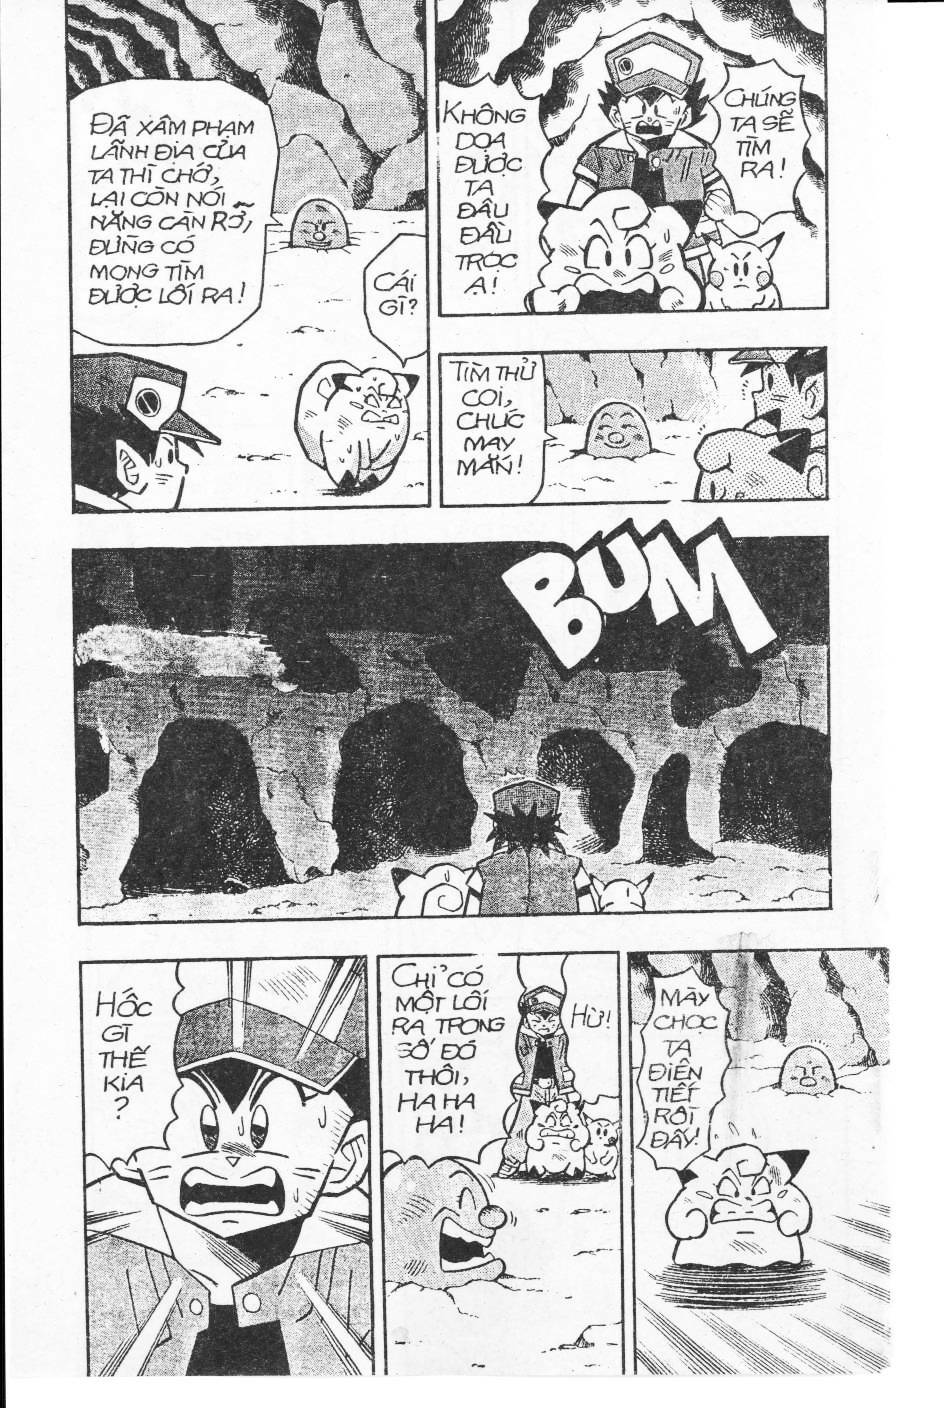 ĐÃ XÂM PHẠM
LÃNH ĐỊA CỦA
TA THÌ CHỚ,
LẠI CÒN NÓI
NĂNG CÀN RỠ,
ĐỪNG CÓ
MONG TÌM
ĐƯỢC LỐI RA!
CÁI
GÌ?
KHÔNG
DỌA
ĐƯỢC
TA
ĐÂU
ĐẦU
TRỌC
Ạ!
CHÚNG
TA SẼ
TÌM
RA!
TÌM THỬ
COI,
CHÚC
MAY
MẮN!
BUM
HỐC
GÌ
THẾ
KIA
?
CHỈ CÓ
MỘT LỐI
RA TRONG
SỐ ĐÓ
THÔI,
HA HA
HA!
HỪ!
MÀY
CHỌC
TA
ĐIÊN
TIẾT
RỒI
ĐẤY!